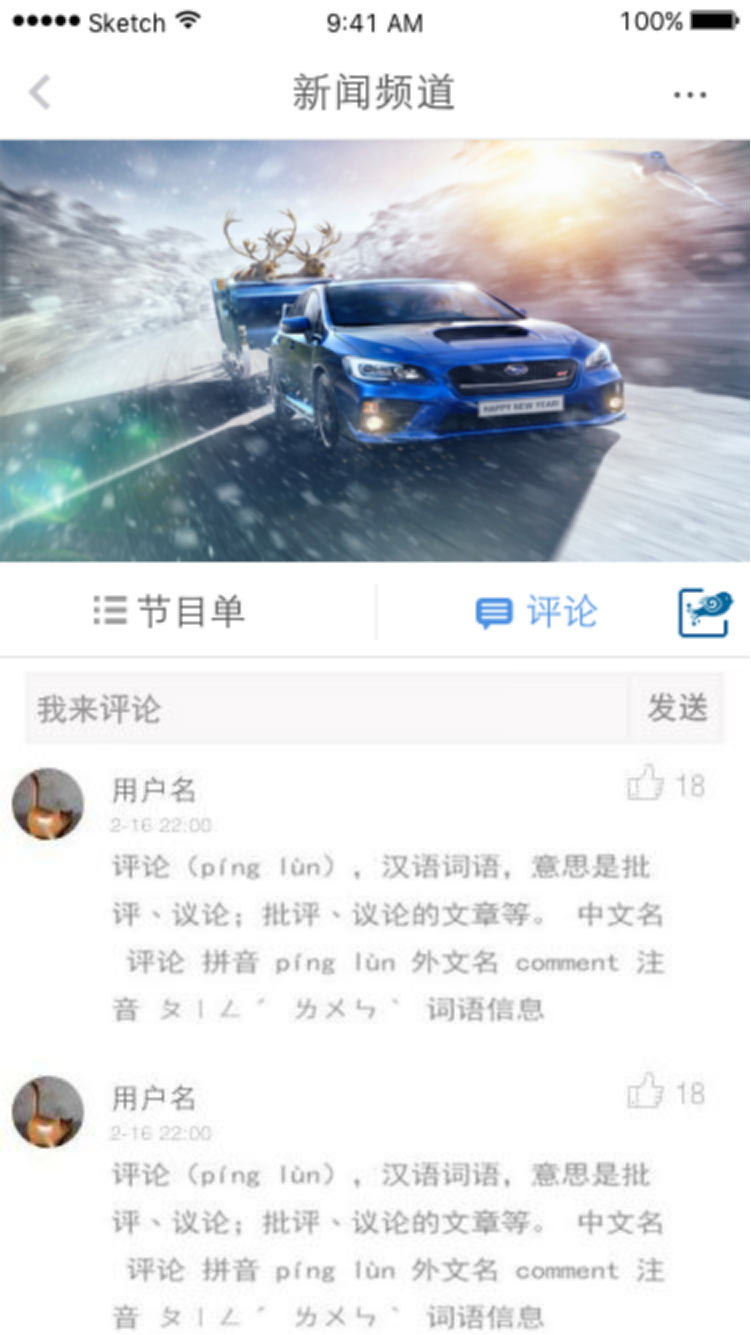 Sketch 9:41 AM 100%
新闻频道
HAPPY NEW YEAR!
节目单 评论
我来评论 发送
用户名 18
2-16 22:00
评论（píng lùn），汉语词语，意思是批
评、议论；批评、议论的文章等。 中文名
评论 拼音 píng lùn 外文名 comment 注
音 ㄆㄧㄥˊ ㄌㄨㄣˋ 词语信息
用户名 18
2-16 22:00
评论（píng lùn），汉语词语，意思是批
评、议论；批评、议论的文章等。 中文名
评论 拼音 píng lùn 外文名 comment 注
音 ㄆㄧㄥˊ ㄌㄨㄣˋ 词语信息